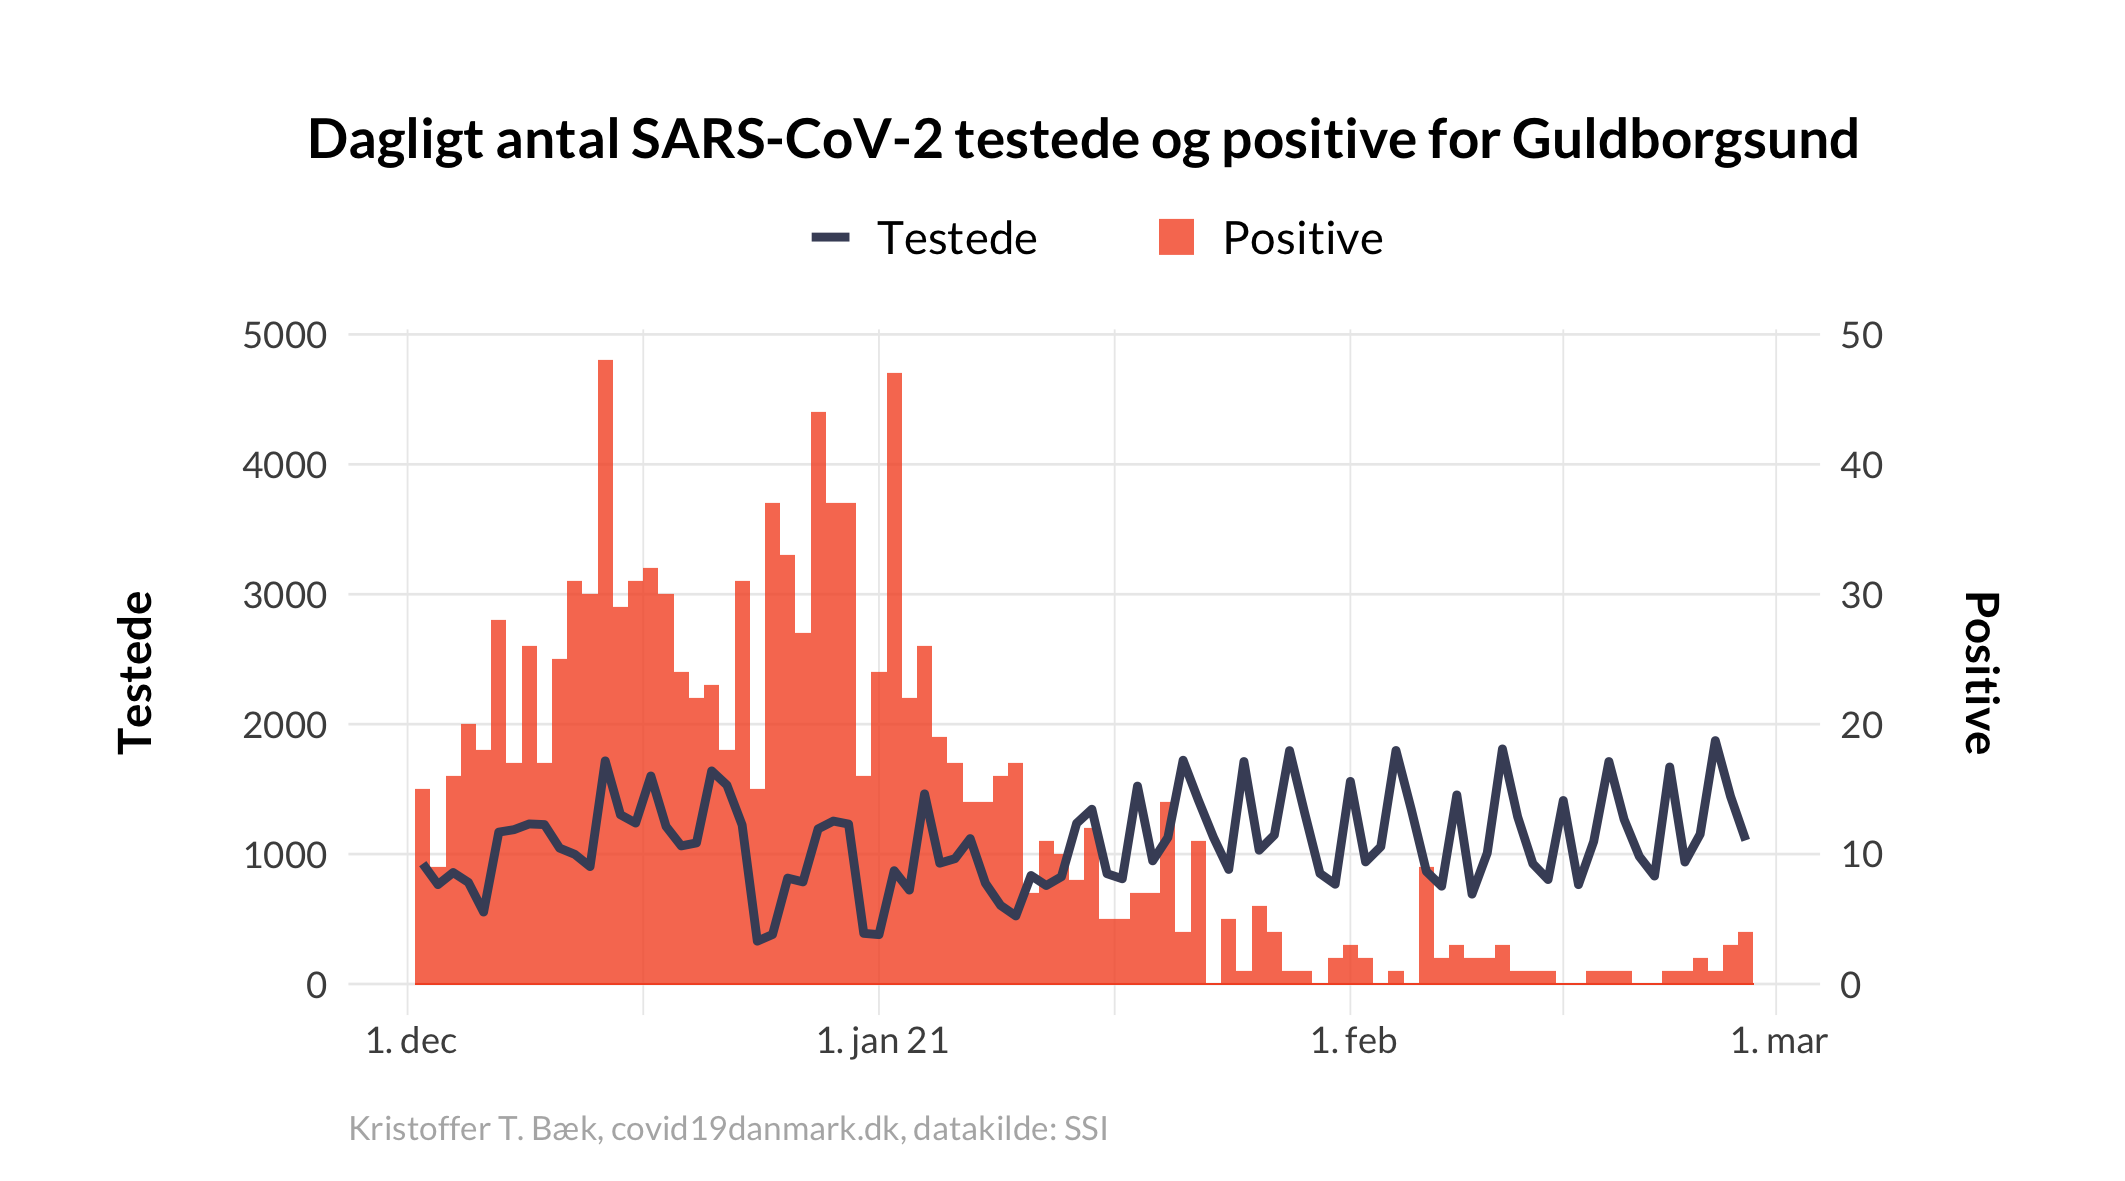 Dagligt antal SARS-CoV-2 testede og positive for Guldborgsund
Testede Positive
5000 50
4000 40
3000 30
2000 20
1000 10
0 0
Testede
Positive
1. dec 1. jan 21 1. feb 1. mar
Kristoffer T. Bæk, covid19danmark.dk, datakilde: SSI